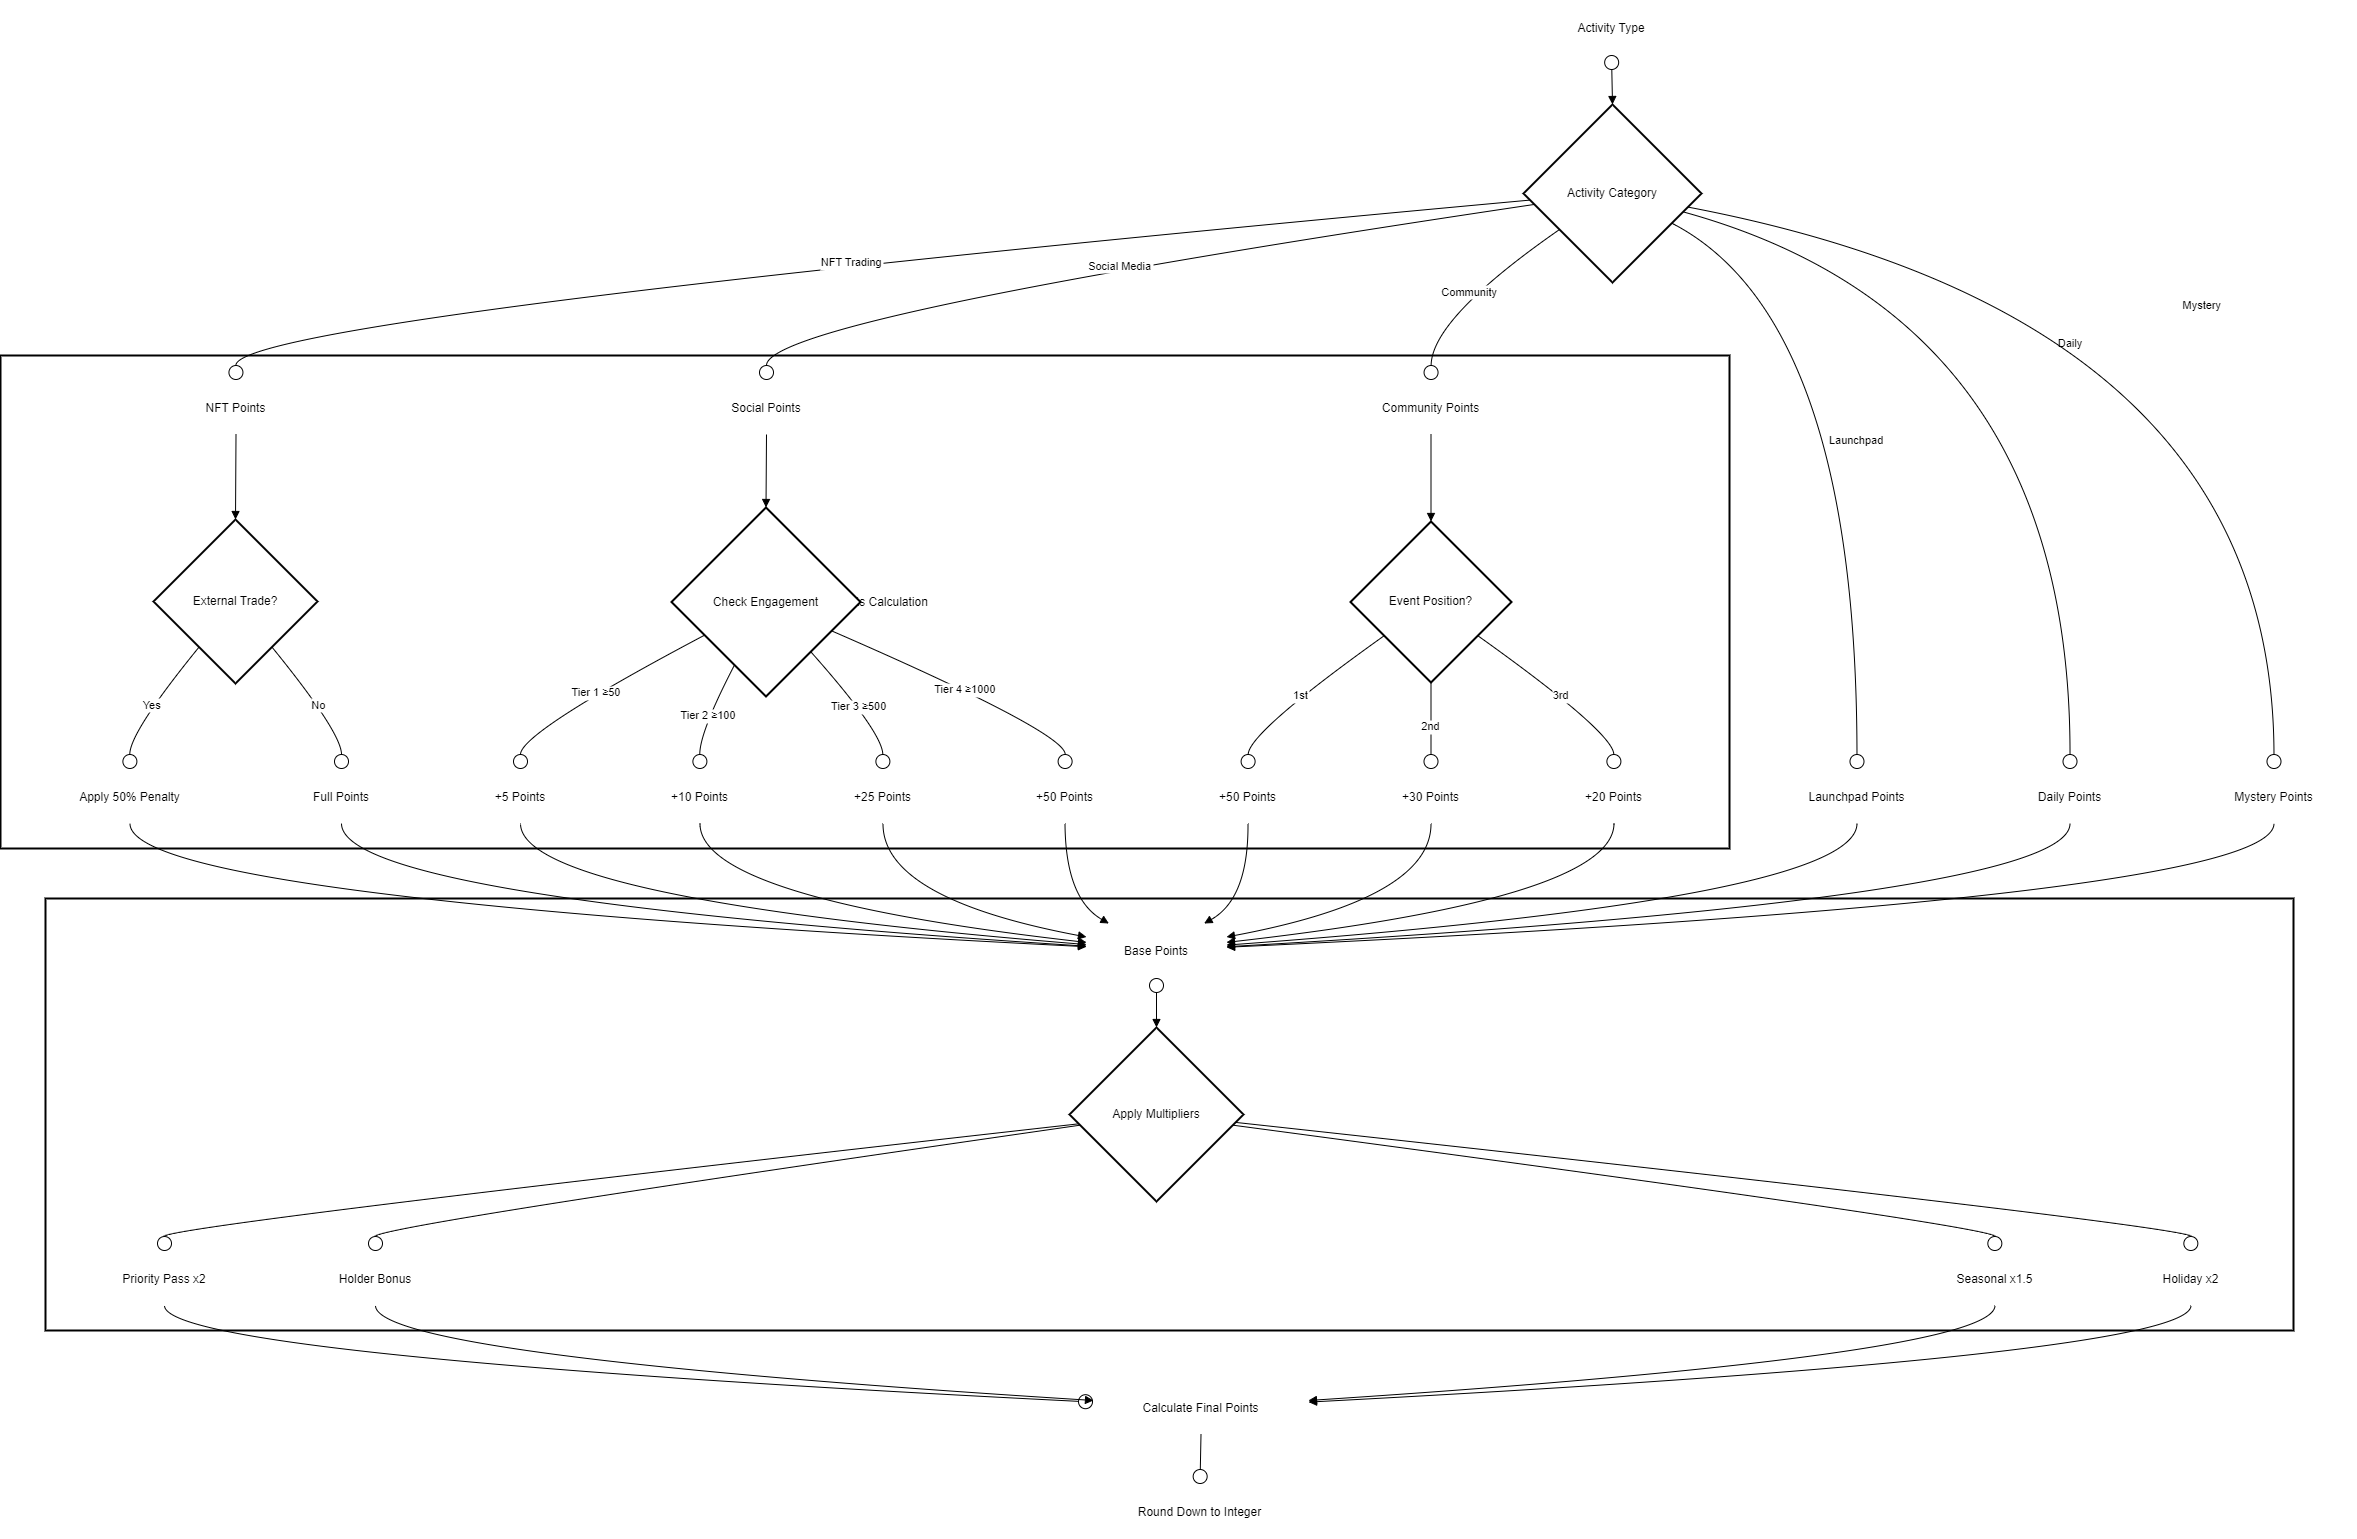 Activity Type
Activity Category
NFT Trading
Social Media
Community
Mystery
Daily
Launchpad
NFT Points
Social Points
Community Points
External Trade?
Check Engagement
s Calculation
Event Position?
Yes
No
Tier 1 ≥50
Tier 2 ≥100
Tier 3 ≥500
Tier 4 ≥1000
1st
2nd
3rd
Apply 50% Penalty
Full Points
+5 Points
+10 Points
+25 Points
+50 Points
+50 Points
+30 Points
+20 Points
Launchpad Points
Daily Points
Mystery Points
Base Points
Apply Multipliers
Priority Pass x2
Holder Bonus
Seasonal x1.5
Holiday x2
Calculate Final Points
Round Down to Integer